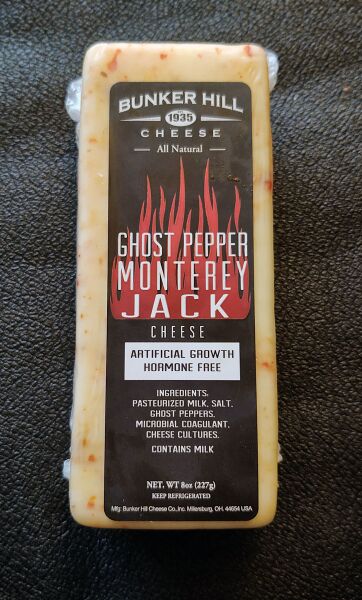 BUNKER HILL
1935
CHEESE
All Natural
GHOST PEPPER
MONTEREY
JACK
CHEESE
ARTIFICIAL GROWTH
HORMONE FREE
INGREDIENTS:
PASTEURIZED MILK, SALT,
GHOST PEPPERS,
MICROBIAL COAGULANT,
CHEESE CULTURES.
CONTAINS MILK
NET. WT 8oz (227g)
KEEP REFRIGERATED
Mfg: Bunker Hill Cheese Co.,Inc. Millersburg, OH. 44654 USA